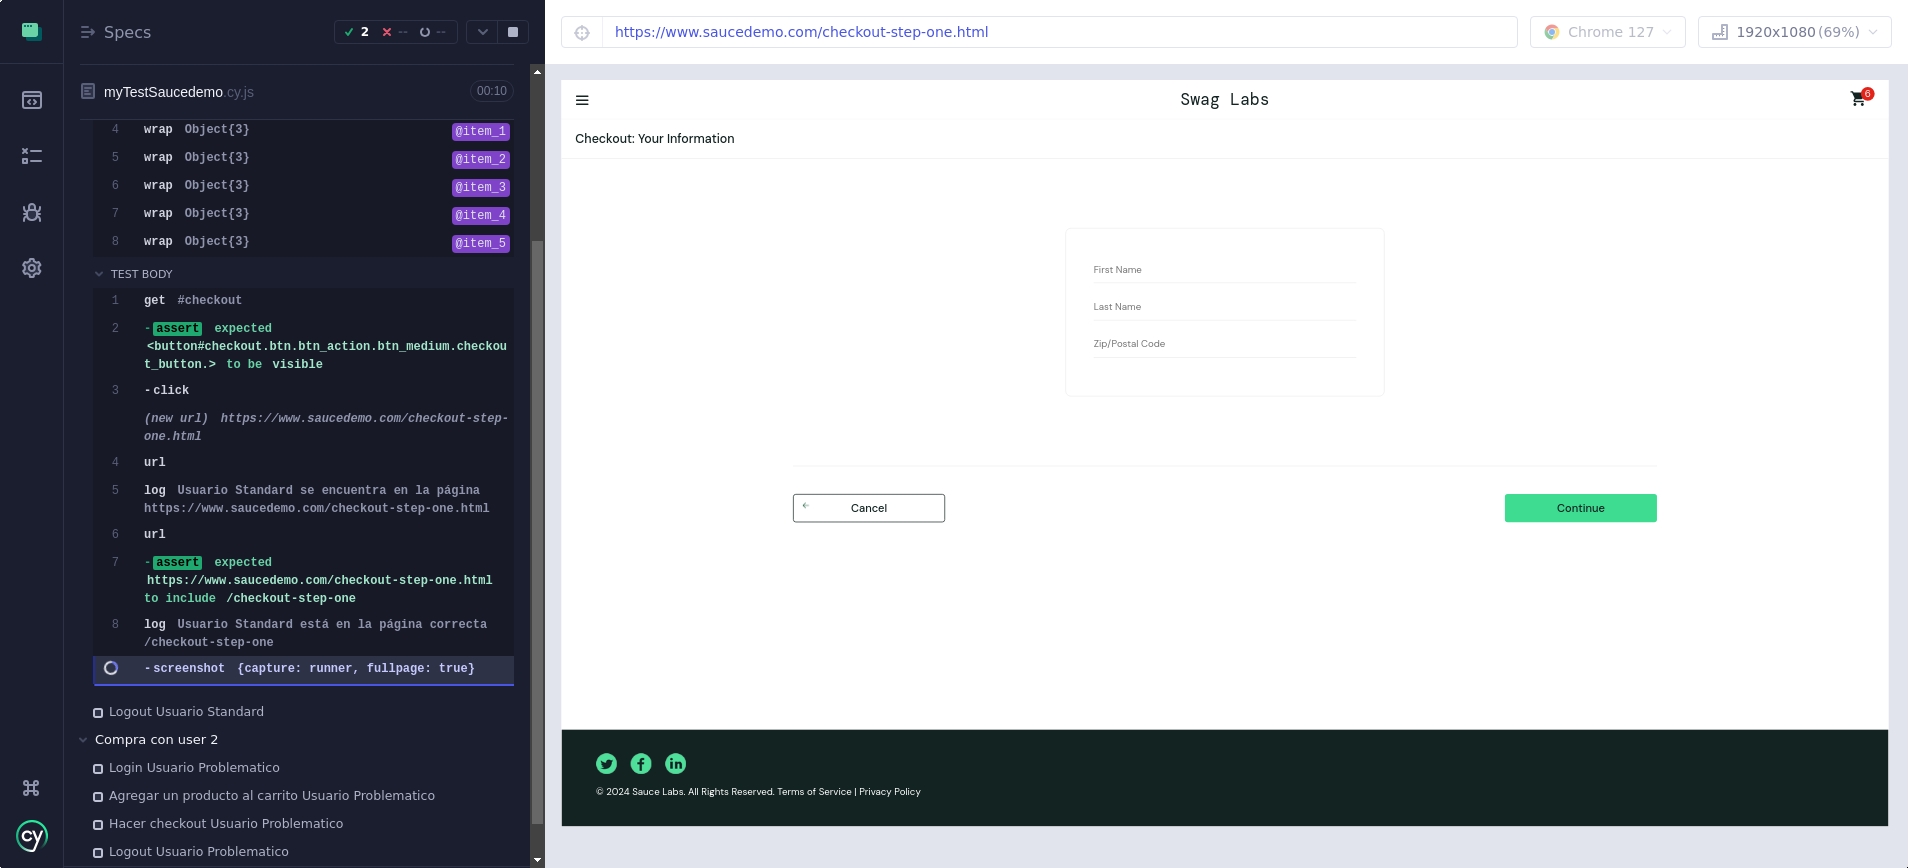 Specs
2
--
--
myTestSaucedemo.cy.js
00:10
4 wrap Object{3} @item_1
5 wrap Object{3} @item_2
6 wrap Object{3} @item_3
7 wrap Object{3} @item_4
8 wrap Object{3} @item_5
TEST BODY
1 get #checkout
2 -assert expected
<button#checkout.btn.btn_action.btn_medium.checkou
t_button.> to be visible
3 -click
(new url) https://www.saucedemo.com/checkout-step-
one.html
4 url
5 log Usuario Standard se encuentra en la página
https://www.saucedemo.com/checkout-step-one.html
6 url
7 -assert expected
https://www.saucedemo.com/checkout-step-one.html
to include /checkout-step-one
8 log Usuario Standard está en la página correcta
/checkout-step-one
-screenshot {capture: runner, fullpage: true}
Logout Usuario Standard
Compra con user 2
Login Usuario Problematico
Agregar un producto al carrito Usuario Problematico
Hacer checkout Usuario Problematico
Logout Usuario Problematico
cy
https://www.saucedemo.com/checkout-step-one.html
Chrome 127
1920x1080 (69%)
Swag Labs
6
Checkout: Your Information
First Name
Last Name
Zip/Postal Code
Cancel
Continue
© 2024 Sauce Labs. All Rights Reserved. Terms of Service | Privacy Policy